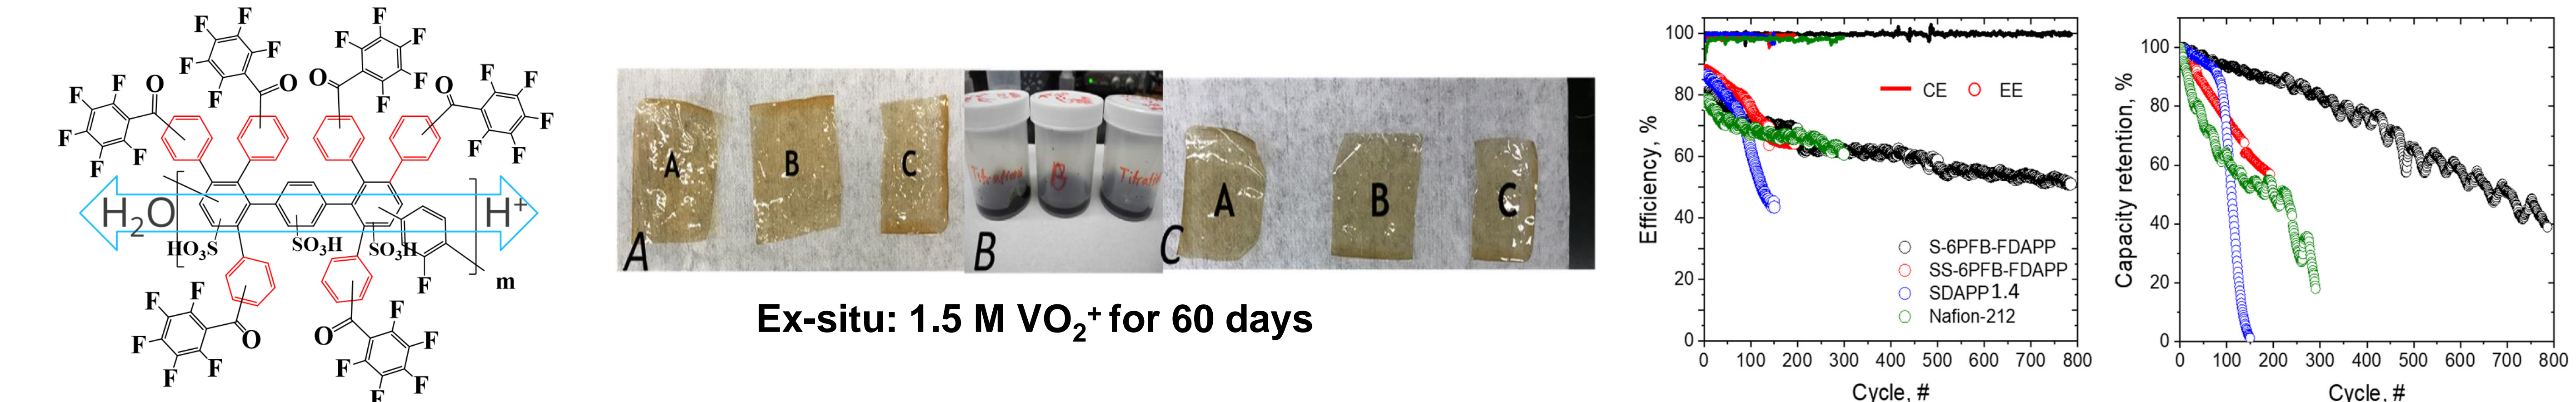 F F F F F
F F F F F
F F F F F
F F F F F
O O O O
H₂O H⁺
HO₃S SO₃H SO₃H
F
m
F F F F F
O O
F F F F F
A B C
A
Titration
B
Titrati
B
A B C
C
Ex-situ: 1.5 M VO₂⁺ for 60 days
Efficiency, %
100
80
60
40
20
0
CE EE
S-6PFB-FDAPP
SS-6PFB-FDAPP
SDAPP1.4
Nafion-212
0 100 200 300 400 500 600 700 800
Cycle, #
Capacity retention, %
100
80
60
40
20
0
0 100 200 300 400 500 600 700 800
Cycle, #